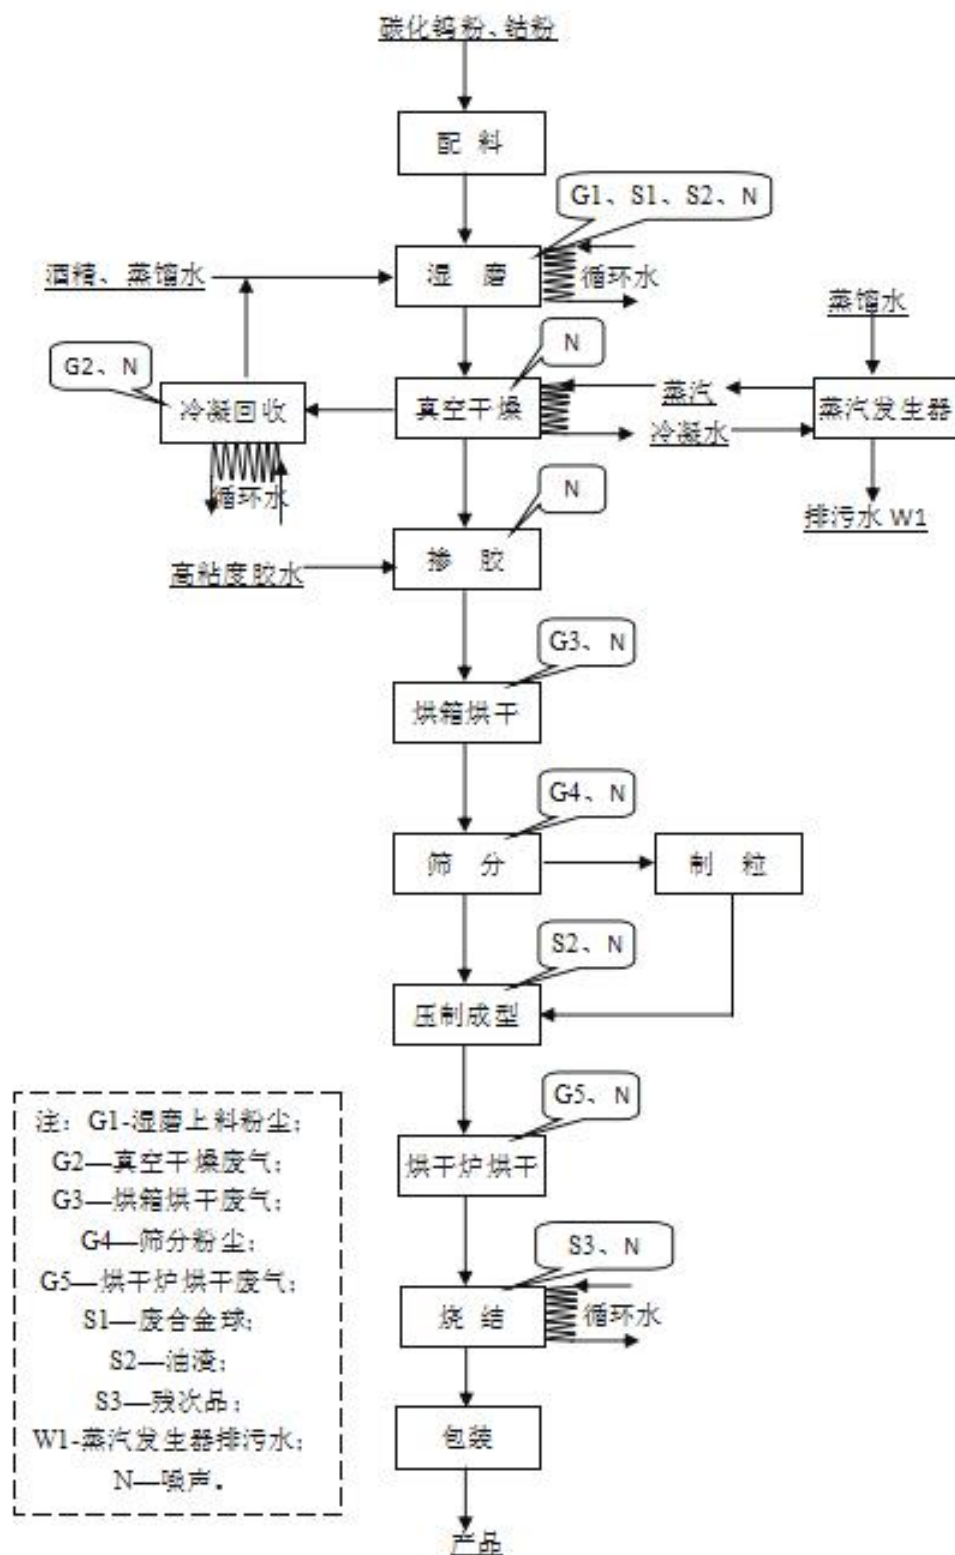 碳化钨粉、钴粉
配 料
G1、S1、S2、N
酒精、蒸馏水
湿 磨
循环水
蒸馏水
G2、N
N
冷凝回收
真空干燥
蒸汽
冷凝水
蒸汽发生器
循环水
排污水 W1
N
高粘度胶水
掺 胶
G3、N
烘箱烘干
G4、N
筛 分
制 粒
S2、N
压制成型
G5、N
烘干炉烘干
S3、N
烧 结
循环水
包装
产品
注：G1-湿磨上料粉尘；
G2—真空干燥废气；
G3—烘箱烘干废气；
G4—筛分粉尘；
G5—烘干炉烘干废气；
S1—废合金球；
S2—油渣；
S3—残次品；
W1-蒸汽发生器排污水；
N—噪声。